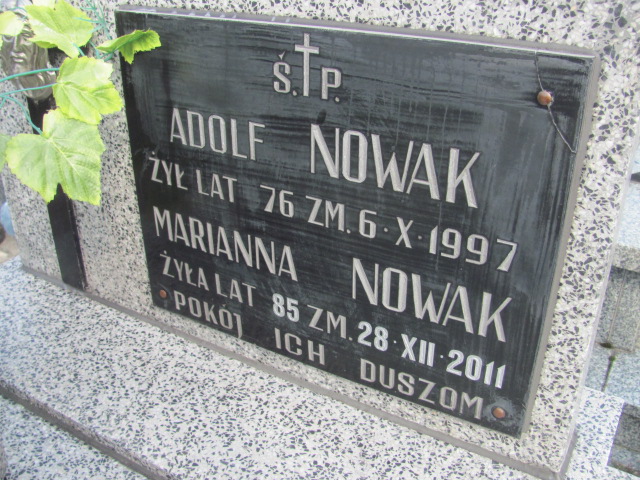 Ś.†P.
ADOLF NOWAK
ŻYŁ LAT 76 ZM. 6·X·1997
MARIANNA NOWAK
ŻYŁA LAT 85 ZM. 28·XII·2011
POKÓJ ICH DUSZOM